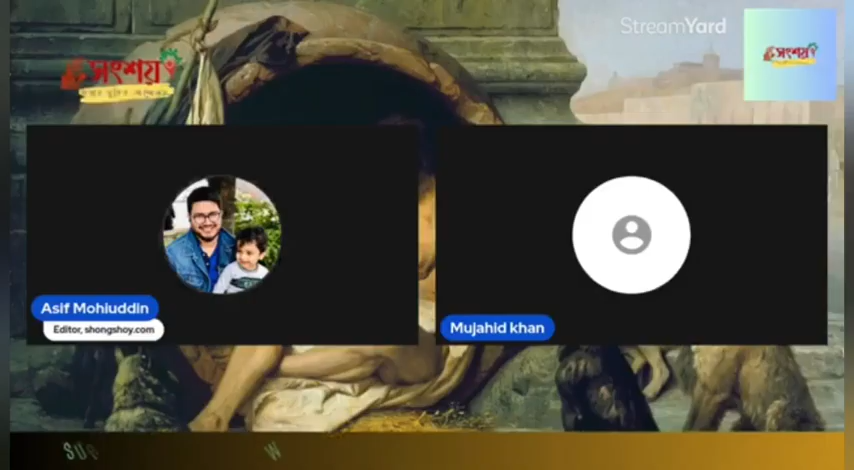 StreamYard
সংশয়
সংশয়
Asif Mohiuddin
Editor, shongshoy.com
Mujahid khan